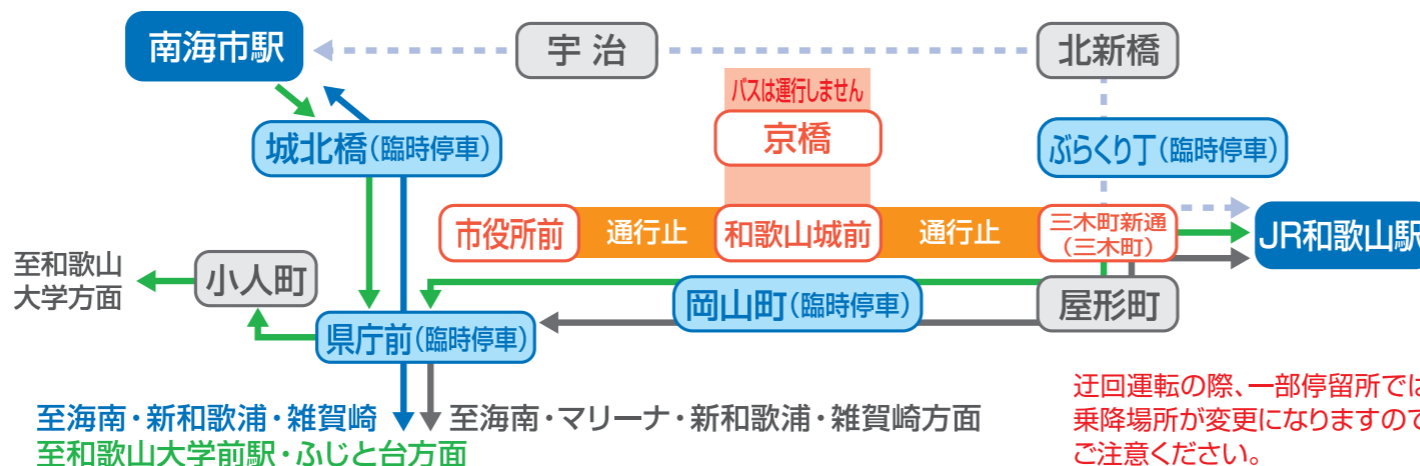 南海市駅
宇治
北新橋
バスは運行しません
京橋
城北橋(臨時停車)
ぶらくり丁(臨時停車)
市役所前
通行止
和歌山城前
通行止
三木町新通
(三木町)
JR和歌山駅
至和歌山
大学方面
小人町
岡山町(臨時停車)
屋形町
県庁前(臨時停車)
至海南・新和歌浦・雑賀崎
至海南・マリーナ・新和歌浦・雑賀崎方面
至和歌山大学前駅・ふじと台方面
迂回運転の際、一部停留所では
乗降場所が変更になりますので
ご注意ください。